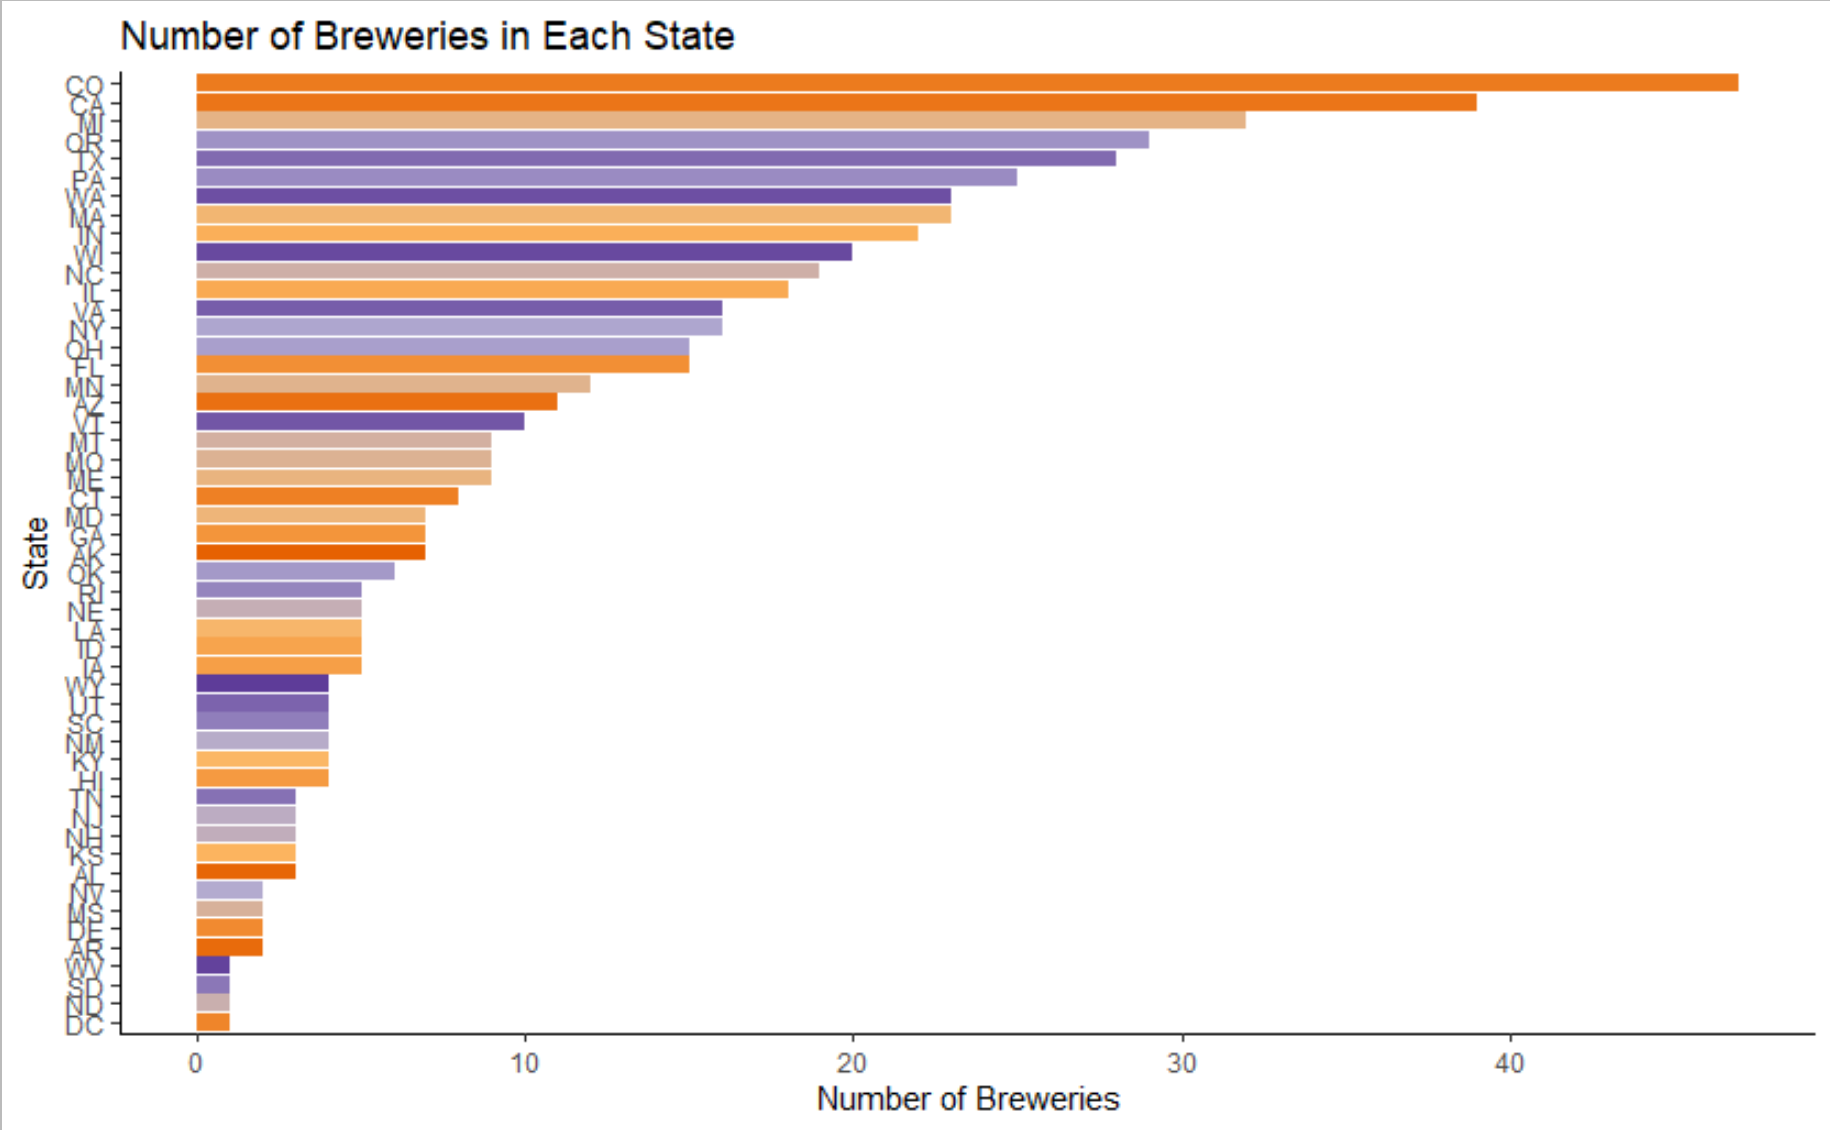 Number of Breweries in Each State
CO
CA
MI
OR
TX
PA
WA
MA
IN
WI
NC
IL
VA
NY
OH
FL
MN
AZ
VT
MT
MO
ME
CT
MD
GA
AK
OK
RI
NE
LA
ID
IA
WY
UT
SC
NM
KY
HI
TN
NJ
NH
KS
AL
NV
MS
DE
AR
WV
SD
ND
DC
State
0 10 20 30 40
Number of Breweries